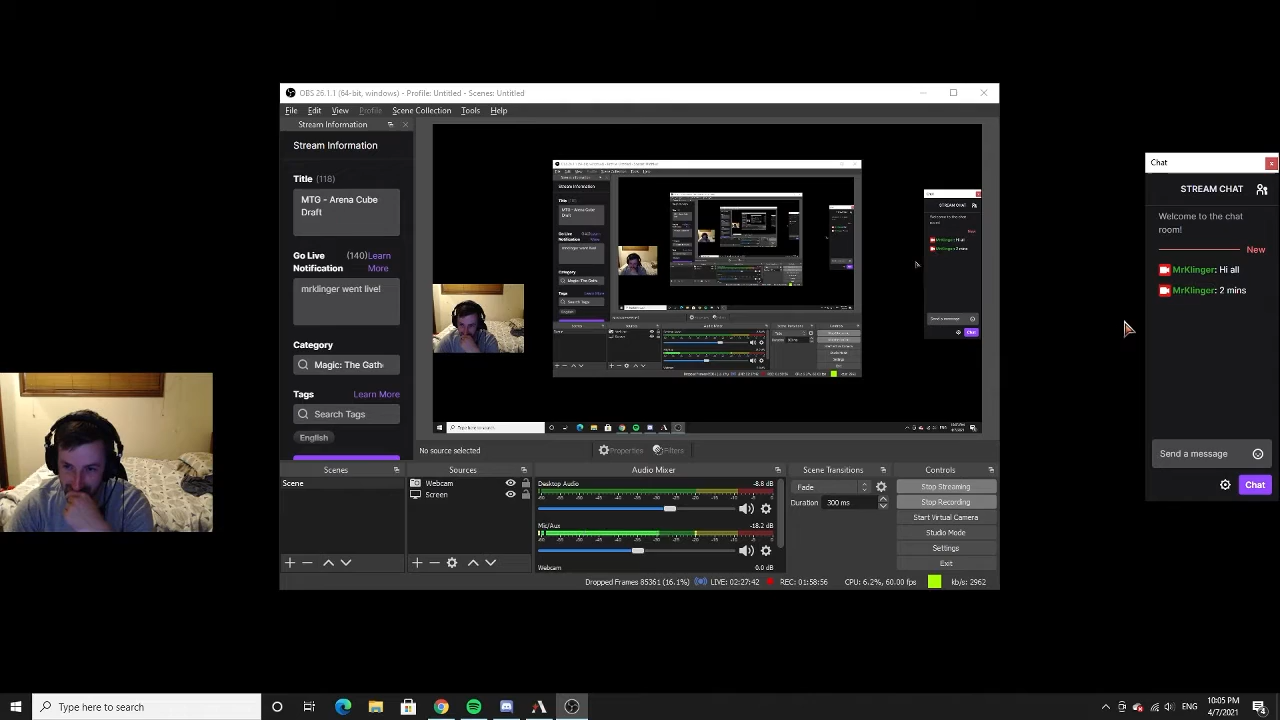 OBS 26.1.1 (64-bit, windows) - Profile: Untitled - Scenes: Untitled
File Edit View Profile Scene Collection Tools Help
Stream Information
Stream Information
Title (118)
MTG - Arena Cube
Draft
Go Live (140) Learn
Notification More
mrklinger went live!
Category
Magic: The Gath
Tags Learn More
Search Tags
English
Chat
STREAM CHAT
Welcome to the chat
room!
New
MrKlinger: Hi all
MrKlinger: 2 mins
Send a message
Chat
No source selected
Properties Filters
Scenes
Scene
Sources
Webcam
Screen
Audio Mixer
Desktop Audio -8.8 dB
Mic/Aux -18.2 dB
Webcam 0.0 dB
Scene Transitions
Fade
Duration 300 ms
Controls
Stop Streaming
Stop Recording
Start Virtual Camera
Studio Mode
Settings
Exit
Dropped Frames 85361 (16.1%) LIVE: 02:27:42 REC: 01:58:56 CPU: 6.2%, 60.00 fps kb/s: 2962
Type here to search
ENG
10:05 PM
4/7/2021